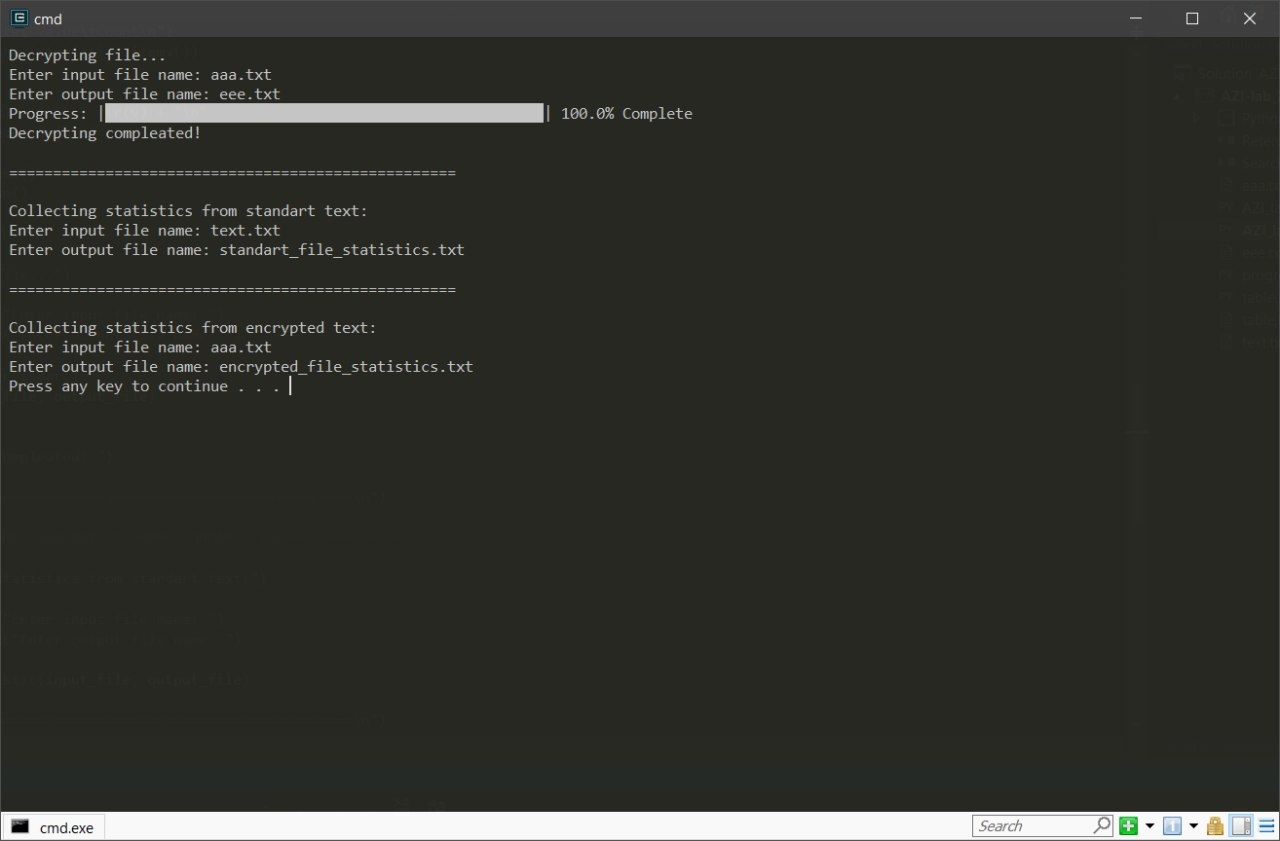 cmd
Decrypting file...
Enter input file name: aaa.txt
Enter output file name: eee.txt
Progress: | | 100.0% Complete
Decrypting compleated!
===================================================
Collecting statistics from standart text:
Enter input file name: text.txt
Enter output file name: standart_file_statistics.txt
===================================================
Collecting statistics from encrypted text:
Enter input file name: aaa.txt
Enter output file name: encrypted_file_statistics.txt
Press any key to continue . . .
cmd.exe
Search